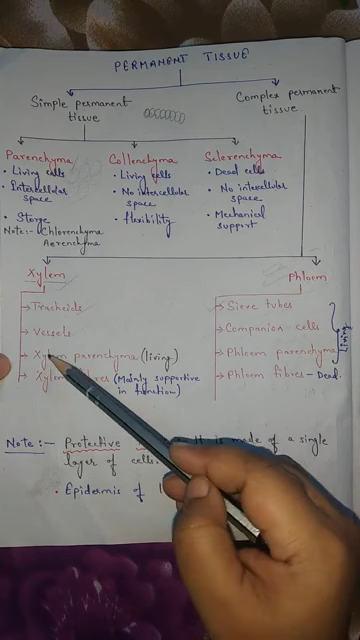 PERMANENT TISSUE
Simple permanent tissue
Complex permanent tissue
Parenchyma
• Living cells
• Intercellular space
• Storge
Note:- Chlorenchyma
Aerenchyma
Collenchyma
• Living cells
• No intercellular space
• flexibility
Sclerenchyma
• Dead cells
• No intercellular space
• Mechanical support
Xylem
→ Tracheids
→ Vessels
→ Xylem parenchyma (living)
→ Xylem fibres (Mainly supportive in function)
Phloem
→ Sieve tubes
→ Companion cells
→ Phloem parenchyma
→ Phloem fibres - Dead.
living
Note :- Protective It is made of a single
layer of cells.
• Epidermis of